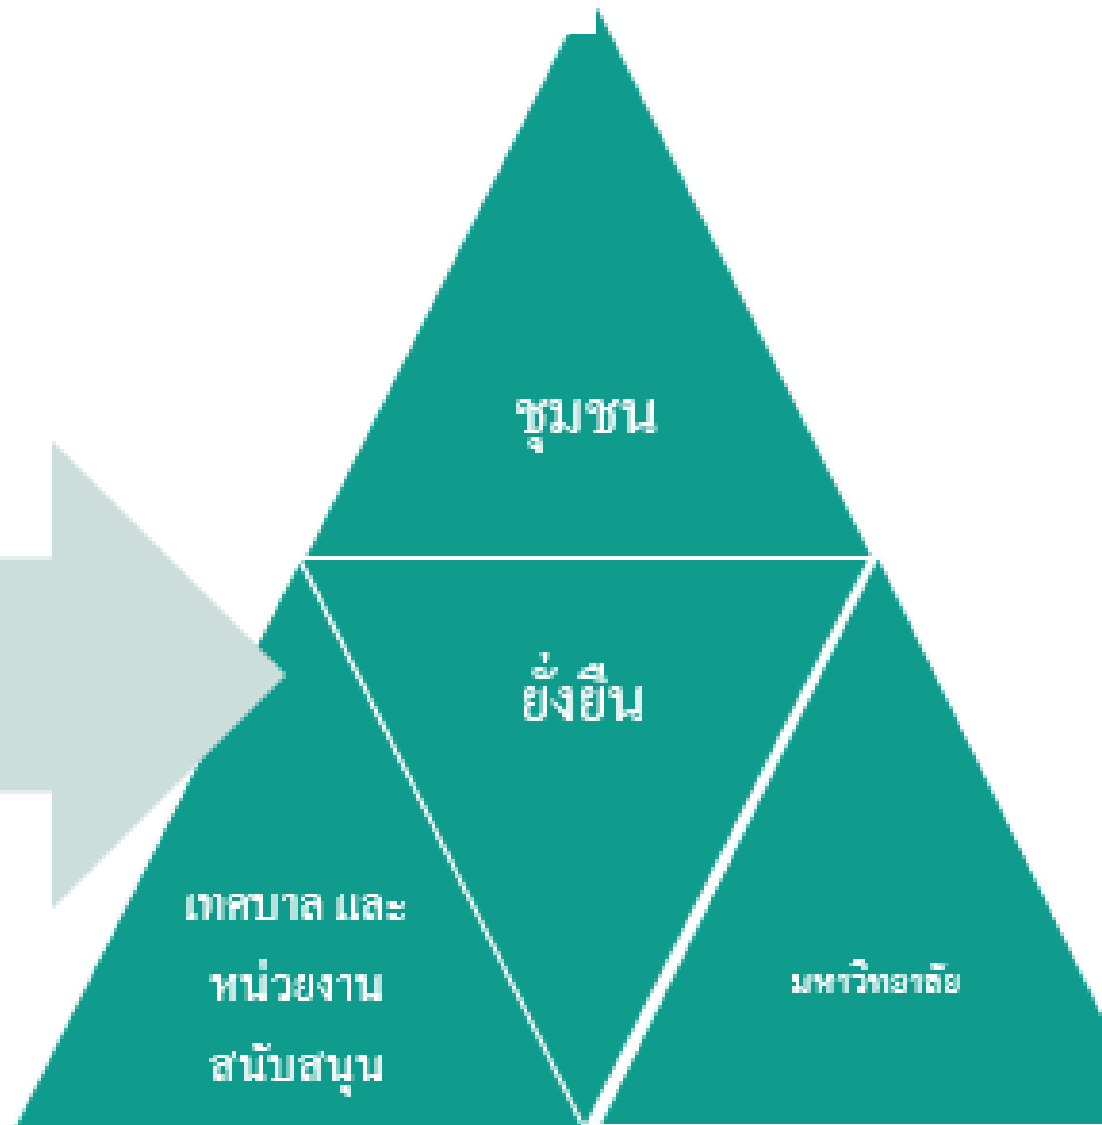 ชุมชน
ยั่งยืน
เทศบาล และ
หน่วยงาน
สนับสนุน
มหาวิทยาลัย